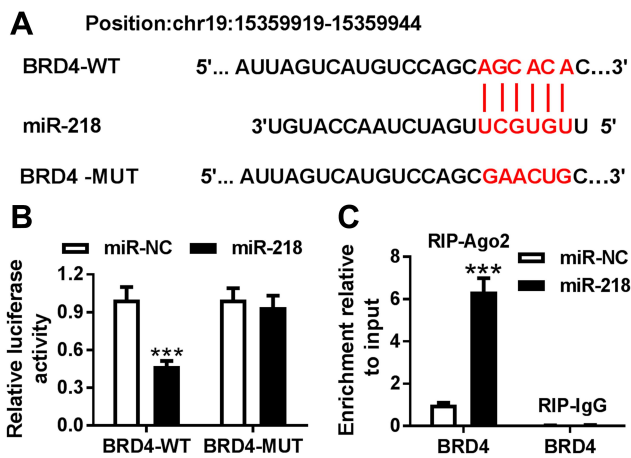 A
Position:chr19:15359919-15359944
BRD4-WT 5'... AUUAGUCAUGUCCAGCAGCACAC...3'
miR-218 3'UGUACCAAUCUAGUUCGUGUU 5'
BRD4 -MUT 5'... AUUAGUCAUGUCCAGCGAACUGC...3'
B
miR-NC miR-218
Relative luciferase activity
1.2
0.9
0.6
0.3
0.0
***
BRD4-WT BRD4-MUT
C
RIP-Ago2
miR-NC
miR-218
Enrichment relative to input
8
6
4
2
0
***
RIP-IgG
BRD4 BRD4